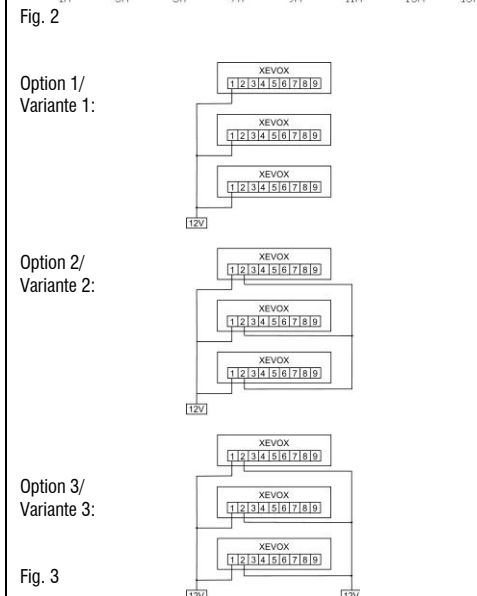 Fig. 2
Option 1/
Variante 1:
XEVOX
1 2 3 4 5 6 7 8 9
XEVOX
1 2 3 4 5 6 7 8 9
XEVOX
1 2 3 4 5 6 7 8 9
12V
Option 2/
Variante 2:
XEVOX
1 2 3 4 5 6 7 8 9
XEVOX
1 2 3 4 5 6 7 8 9
XEVOX
1 2 3 4 5 6 7 8 9
12V
Option 3/
Variante 3:
XEVOX
1 2 3 4 5 6 7 8 9
XEVOX
1 2 3 4 5 6 7 8 9
XEVOX
1 2 3 4 5 6 7 8 9
Fig. 3
12V 12V